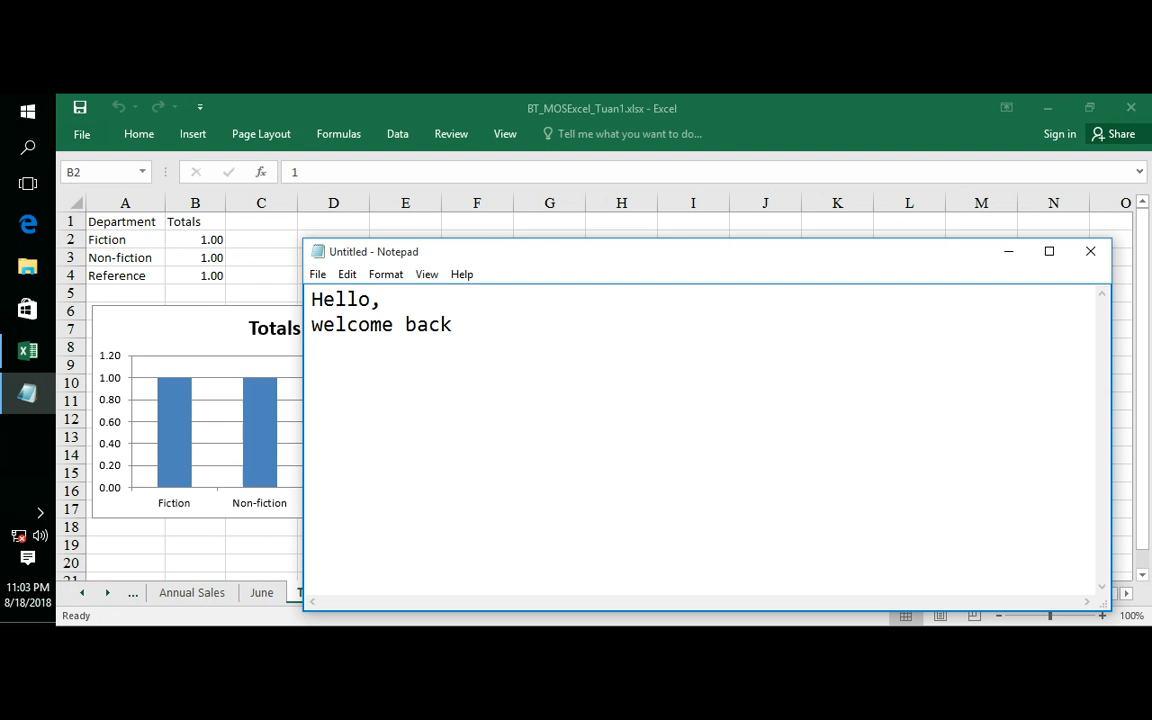 BT_MOSExcel_Tuan1.xlsx - Excel
File Home Insert Page Layout Formulas Data Review View Tell me what you want to do... Sign in Share
B2 fx 1
A B C D E F G H I J K L M N O
1 Department Totals
2 Fiction 1.00
3 Non-fiction 1.00
4 Reference 1.00
5
6
7
8
9
10
11
12
13
14
15
16
17
18
19
20
Totals
1.20
1.00
0.80
0.60
0.40
0.20
0.00
Fiction Non-fiction
Untitled - Notepad
File Edit Format View Help
Hello,
welcome back
... Annual Sales June T
Ready 100%
11:03 PM
8/18/2018